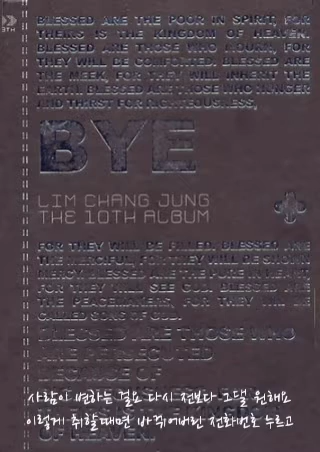 5TH
BLESSED ARE THE POOR IN SPIRIT, FOR
THEIRS IS THE KINGDOM OF HEAVEN.
BLESSED ARE THOSE WHO MOURN, FOR
THEY WILL BE COMFORTED. BLESSED ARE
THE MEEK, FOR THEY WILL INHERIT THE
EARTH. BLESSED ARE THOSE WHO HUNGER
AND THIRST FOR RIGHTEOUSNESS,
BYE
LIM CHANG JUNG
THE 10TH ALBUM
FOR THEY WILL BE FILLED. BLESSED ARE
THE MERCIFUL, FOR THEY WILL BE SHOWN
MERCY. BLESSED ARE THE PURE IN HEART,
FOR THEY WILL SEE GOD. BLESSED ARE
THE PEACEMAKERS, FOR THEY WILL BE
CALLED SONS OF GOD.
BLESSED ARE THOSE WHO
ARE PERSECUTED
BECAUSE OF
사람이 변하는 걸요 다시 전보다 그댈 원해요
이렇게 취할때면 바뀌어버린 전화번호 누르고
OF HEAVEN.